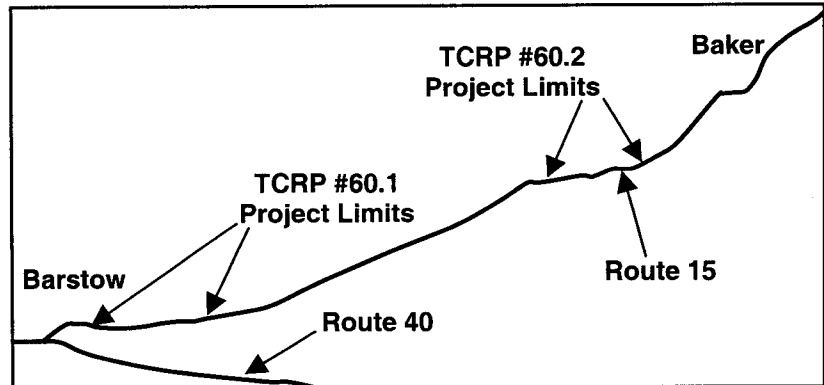 Baker
TCRP #60.2
Project Limits
TCRP #60.1
Project Limits
Route 15
Barstow
Route 40